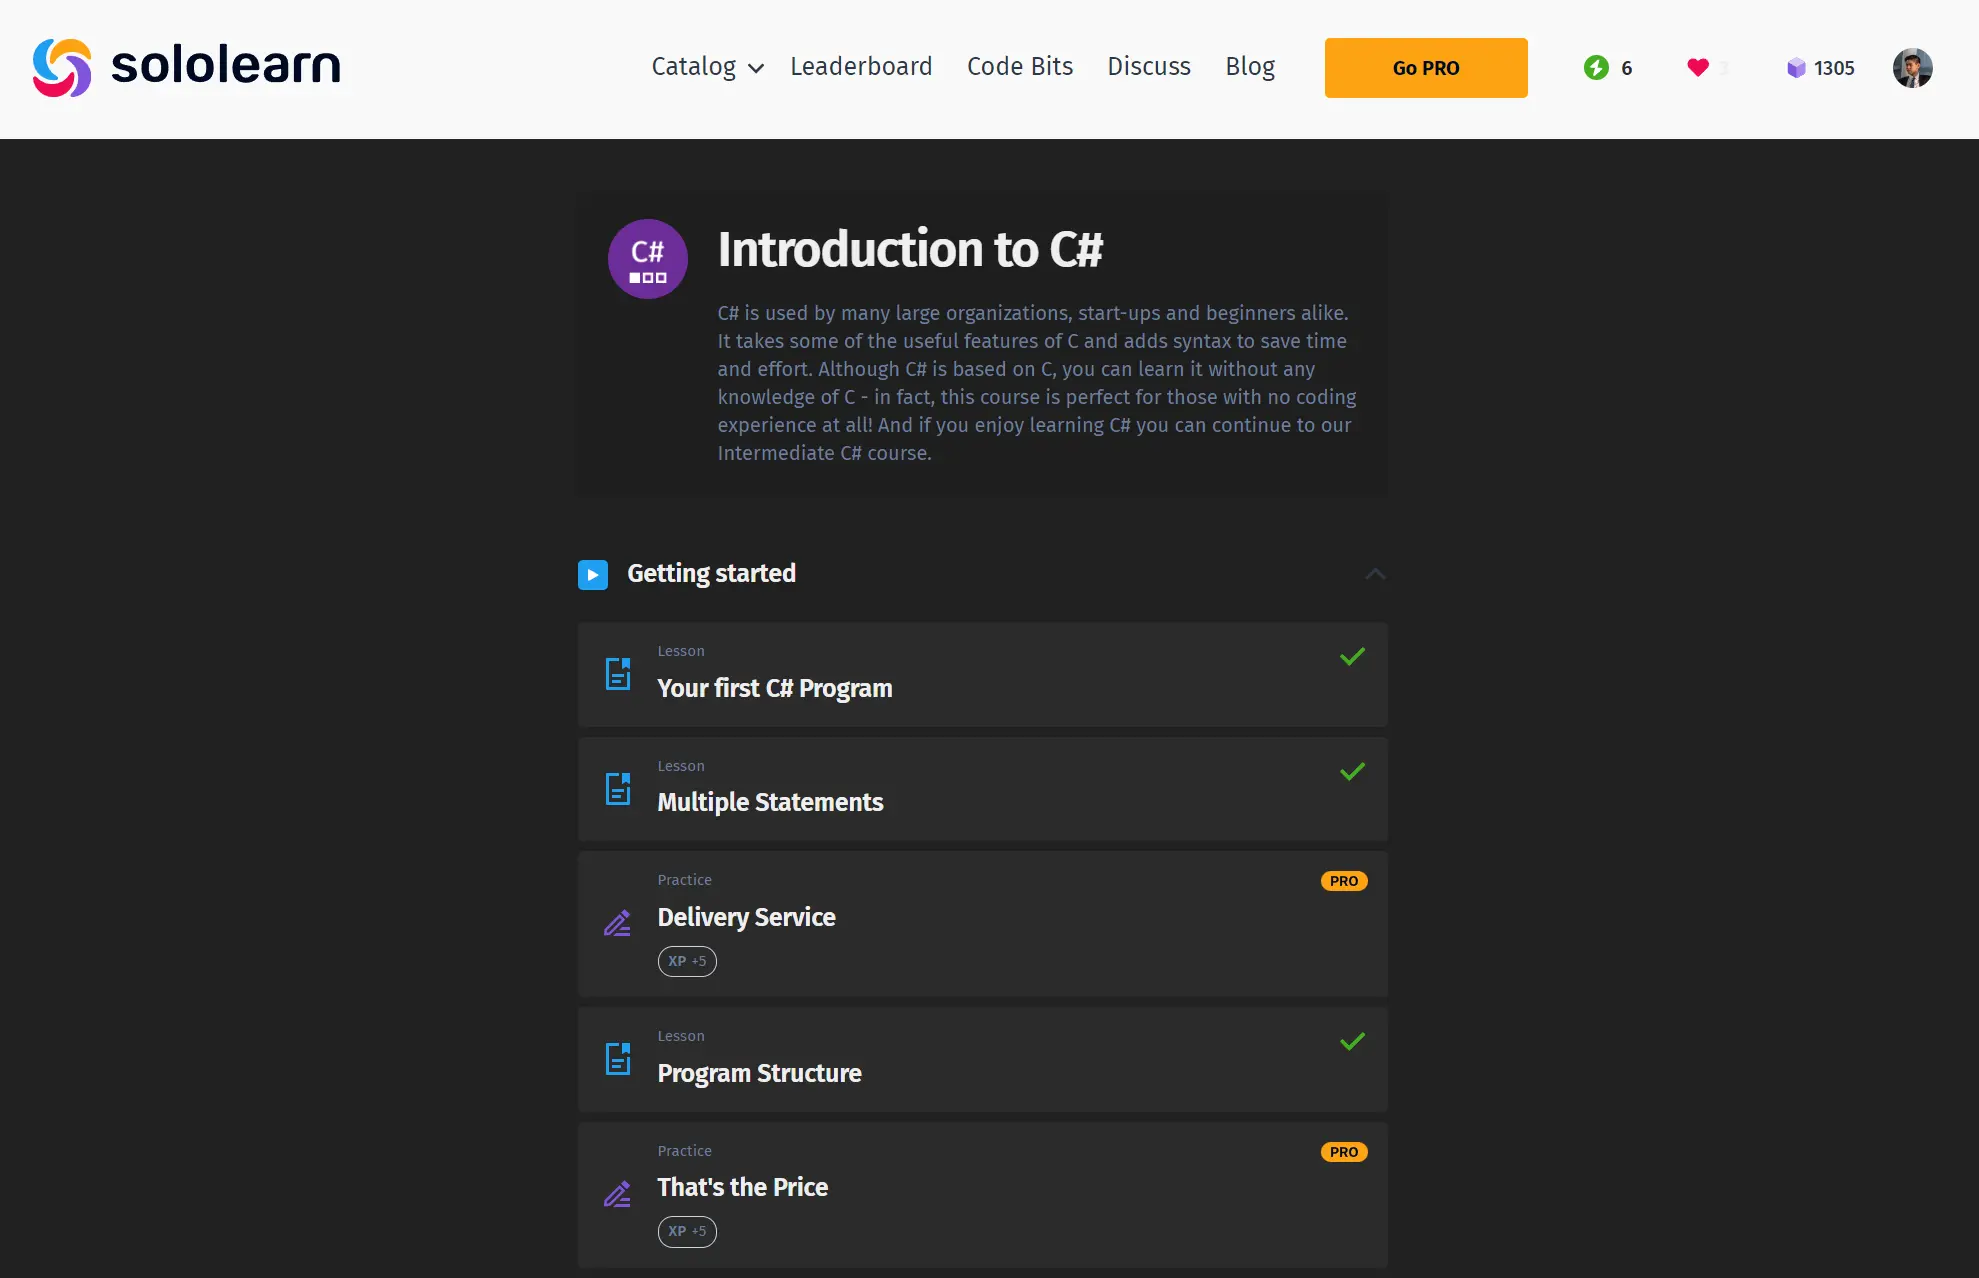 sololearn
Catalog
Leaderboard
Code Bits
Discuss
Blog
Go PRO
6
3
1305
C#
Introduction to C#
C# is used by many large organizations, start-ups and beginners alike.
It takes some of the useful features of C and adds syntax to save time
and effort. Although C# is based on C, you can learn it without any
knowledge of C - in fact, this course is perfect for those with no coding
experience at all! And if you enjoy learning C# you can continue to our
Intermediate C# course.
Getting started
Lesson
Your first C# Program
Lesson
Multiple Statements
Practice
PRO
Delivery Service
XP +5
Lesson
Program Structure
Practice
PRO
That's the Price
XP +5